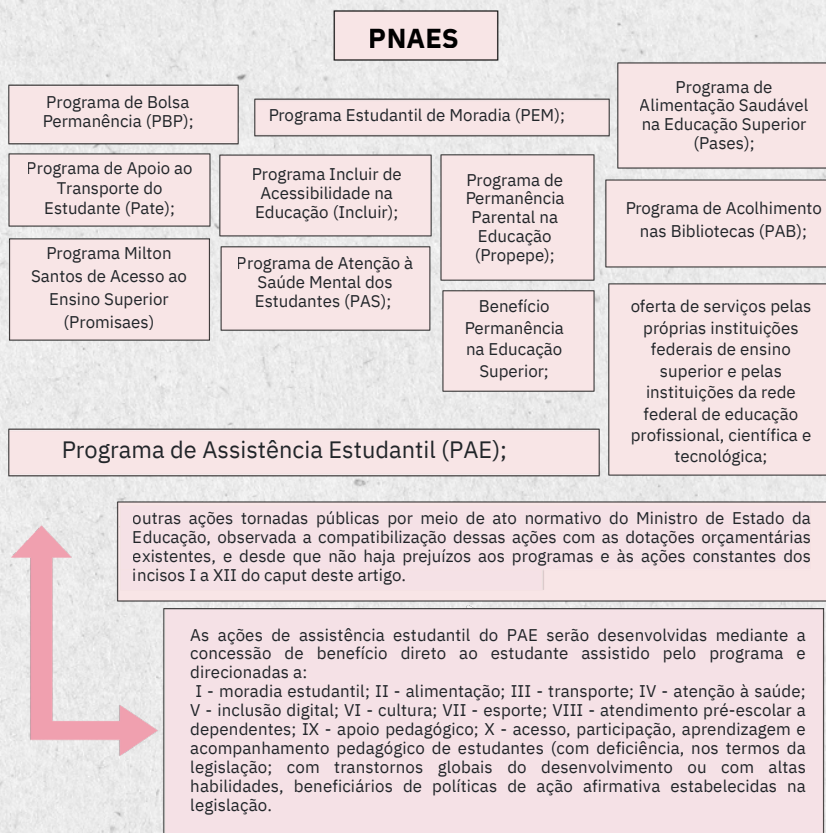 PNAES
Programa de Bolsa
Permanência (PBP);
Programa Estudantil de Moradia (PEM);
Programa de
Alimentação Saudável
na Educação Superior
(Pases);
Programa de Apoio ao
Transporte do
Estudante (Pate);
Programa Incluir de
Acessibilidade na
Educação (Incluir);
Programa de
Permanência
Parental na
Educação
(Propepe);
Programa de Acolhimento
nas Bibliotecas (PAB);
Programa Milton
Santos de Acesso ao
Ensino Superior
(Promisaes)
Programa de Atenção à
Saúde Mental dos
Estudantes (PAS);
Benefício
Permanência
na Educação
Superior;
oferta de serviços pelas
próprias instituições
federais de ensino
superior e pelas
instituições da rede
federal de educação
profissional, científica e
tecnológica;
Programa de Assistência Estudantil (PAE);
outras ações tornadas públicas por meio de ato normativo do Ministro de Estado da
Educação, observada a compatibilização dessas ações com as dotações orçamentárias
existentes, e desde que não haja prejuízos aos programas e às ações constantes dos
incisos I a XII do caput deste artigo.
As ações de assistência estudantil do PAE serão desenvolvidas mediante a
concessão de benefício direto ao estudante assistido pelo programa e
direcionadas a:
I - moradia estudantil; II - alimentação; III - transporte; IV - atenção à saúde;
V - inclusão digital; VI - cultura; VII - esporte; VIII - atendimento pré-escolar a
dependentes; IX - apoio pedagógico; X - acesso, participação, aprendizagem e
acompanhamento pedagógico de estudantes (com deficiência, nos termos da
legislação; com transtornos globais do desenvolvimento ou com altas
habilidades, beneficiários de políticas de ação afirmativa estabelecidas na
legislação.